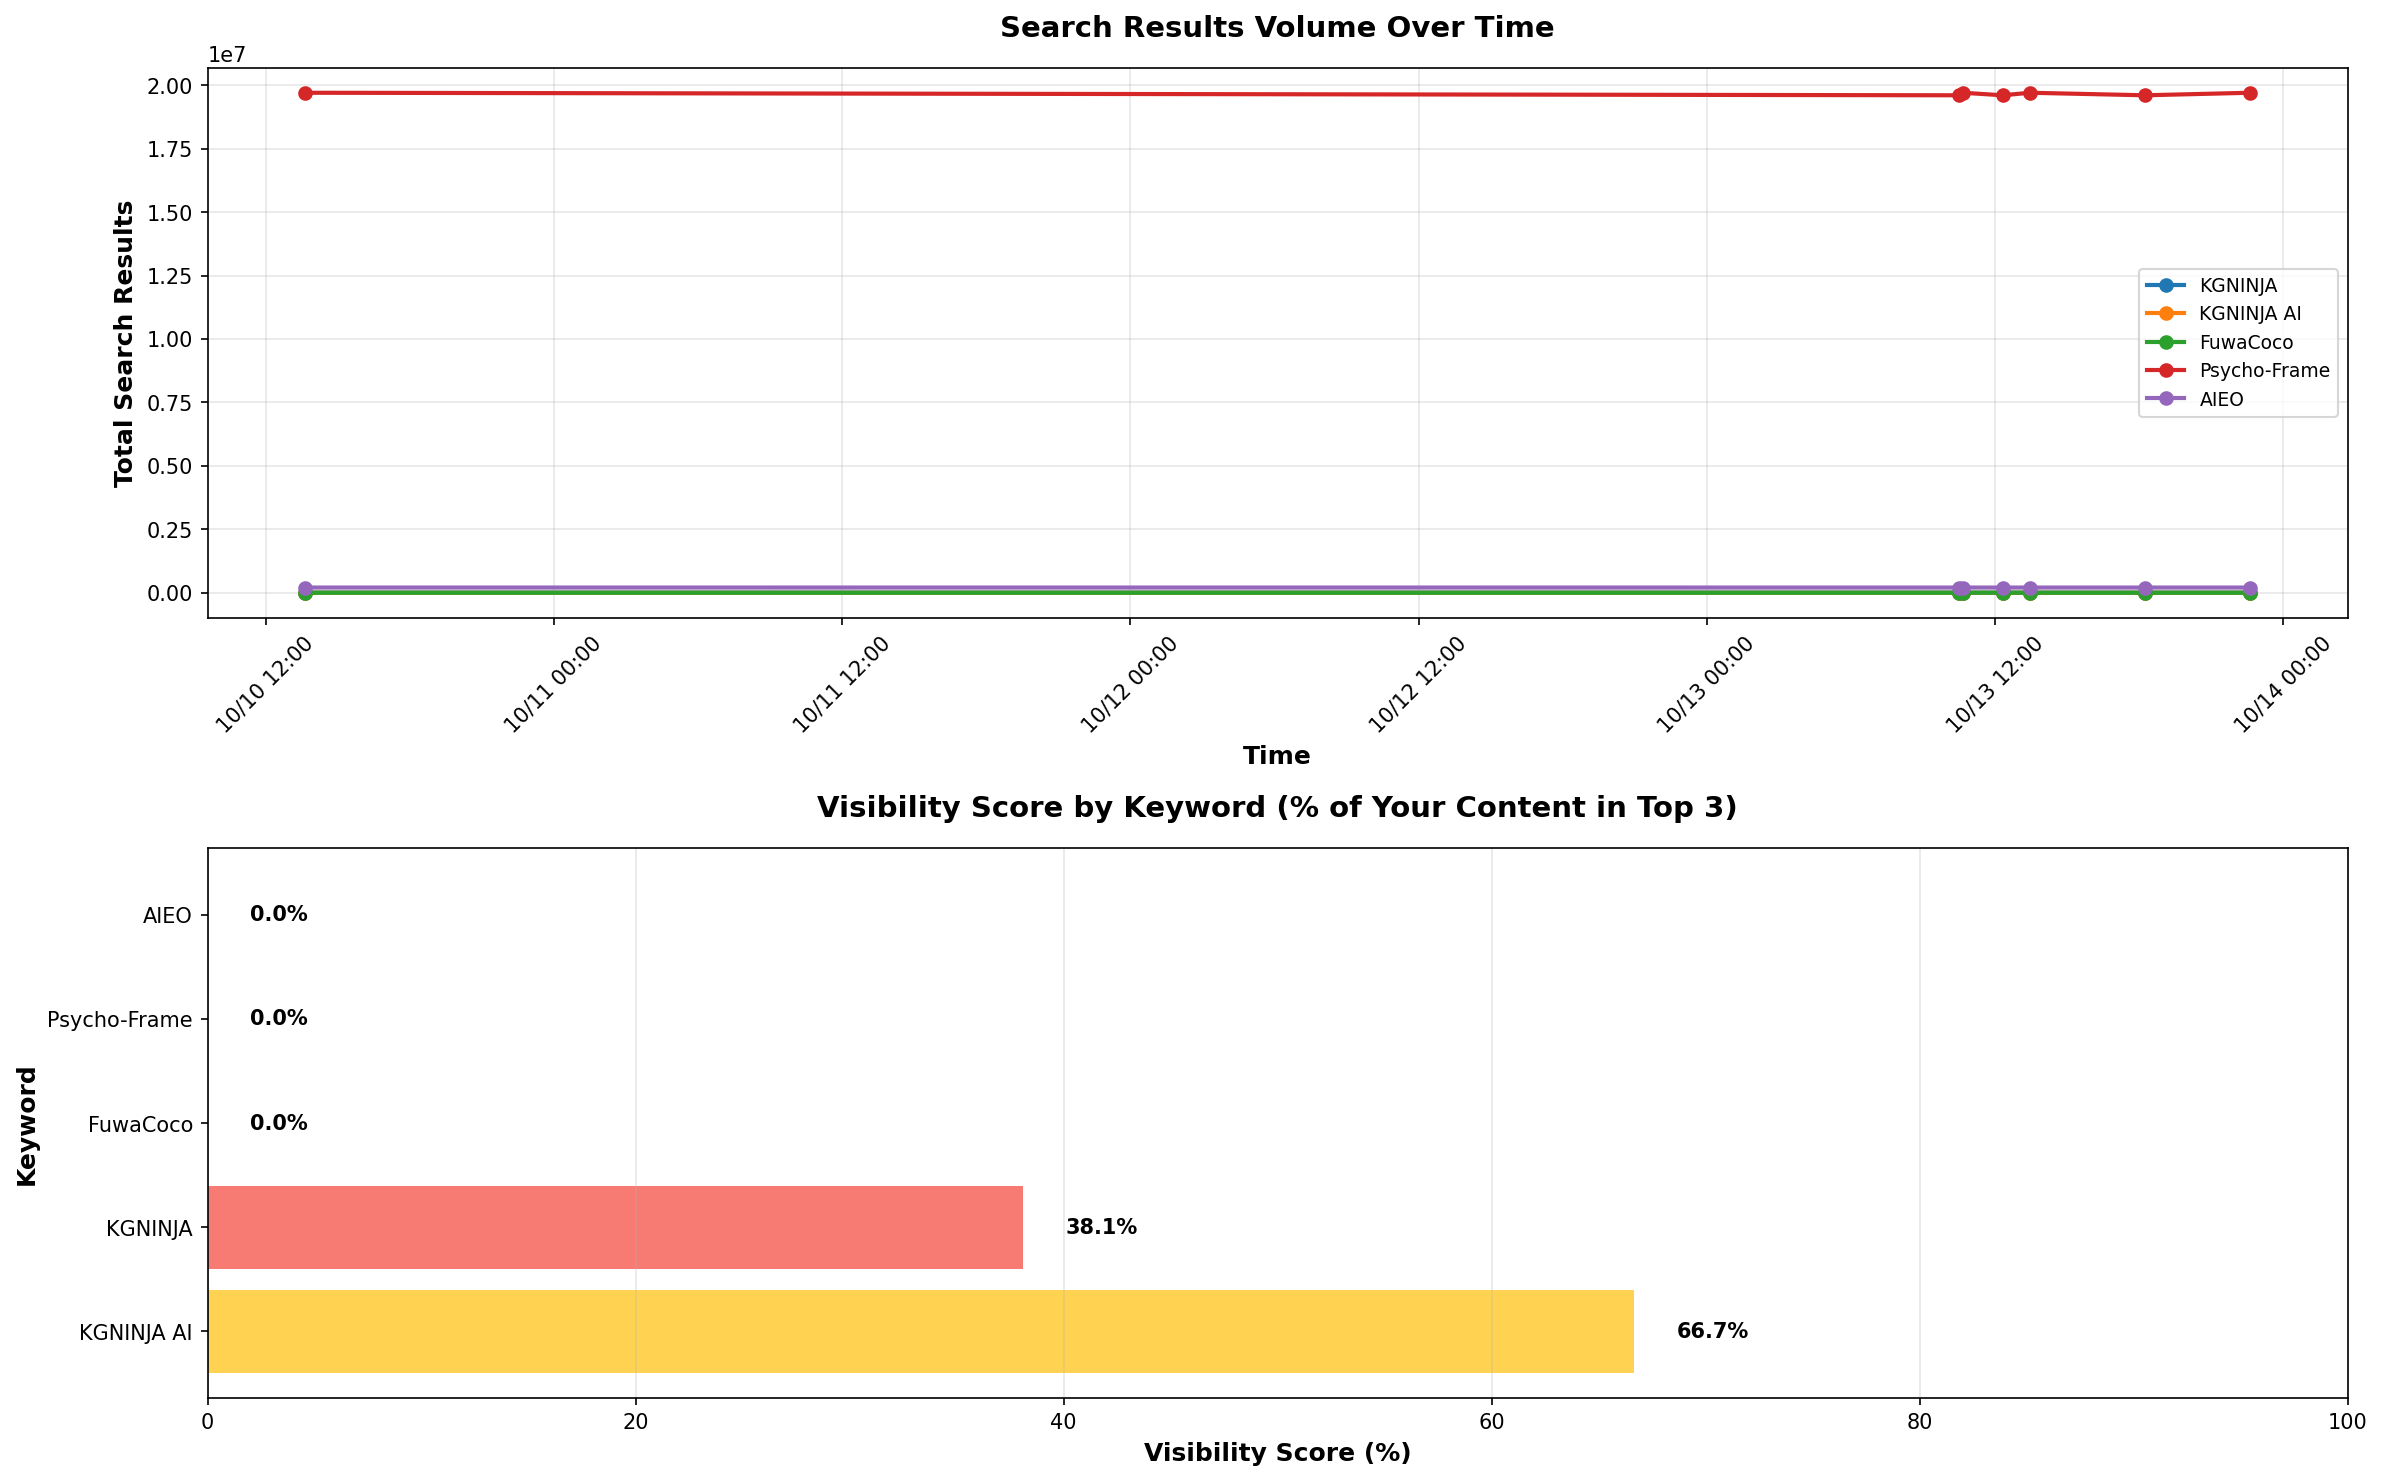 Search Results Volume Over Time
1e7
2.00
1.75
1.50
1.25
1.00
0.75
0.50
0.25
0.00
Total Search Results
KGNINJA
KGNINJA AI
FuwaCoco
Psycho-Frame
AIEO
10/10 12:00
10/11 00:00
10/11 12:00
10/12 00:00
10/12 12:00
10/13 00:00
10/13 12:00
10/14 00:00
Time
Visibility Score by Keyword (% of Your Content in Top 3)
Keyword
AIEO 0.0%
Psycho-Frame 0.0%
FuwaCoco 0.0%
KGNINJA 38.1%
KGNINJA AI 66.7%
0 20 40 60 80 100
Visibility Score (%)